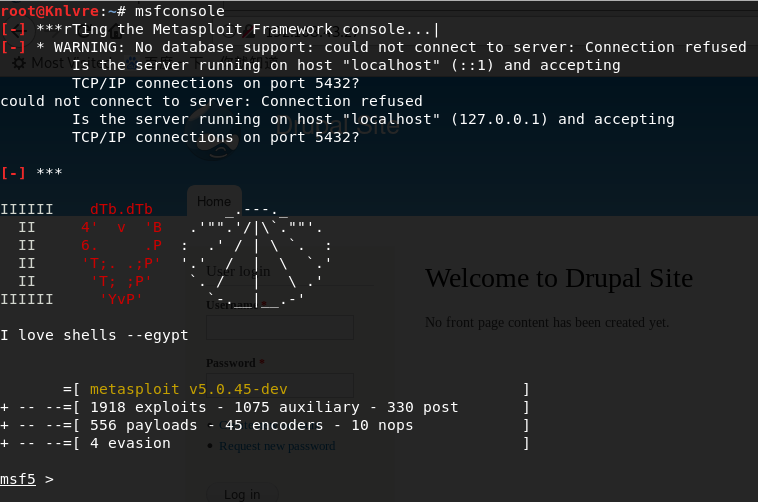 root@Knlvre:~# msfconsole
[-] ***rTing the Metasploit Framework console...|
[-] * WARNING: No database support: could not connect to server: Connection refused
        Is the server running on host "localhost" (::1) and accepting
        TCP/IP connections on port 5432?
could not connect to server: Connection refused
        Is the server running on host "localhost" (127.0.0.1) and accepting
        TCP/IP connections on port 5432?
Drupal Site
[-] ***
Home
IIIIII    dTb.dTb        _.---._
  II     4'  v  'B   .'"".'/|\`.""'.
  II     6.     .P  :  .' / | \ `.  :
  II     'T;. .;P'  '.'  /  |  \  `.'
  II      'T; ;P'    `. /   |   \ .'
IIIIII     'YvP'       `-.__|__.-'
User login
Username *
Welcome to Drupal Site
No front page content has been created yet.
I love shells --egypt
Password *
       =[ metasploit v5.0.45-dev                          ]
+ -- --=[ 1918 exploits - 1075 auxiliary - 330 post       ]
+ -- --=[ 556 payloads - 45 encoders - 10 nops            ]
+ -- --=[ 4 evasion                                       ]
Request new password
msf5 >
Log in